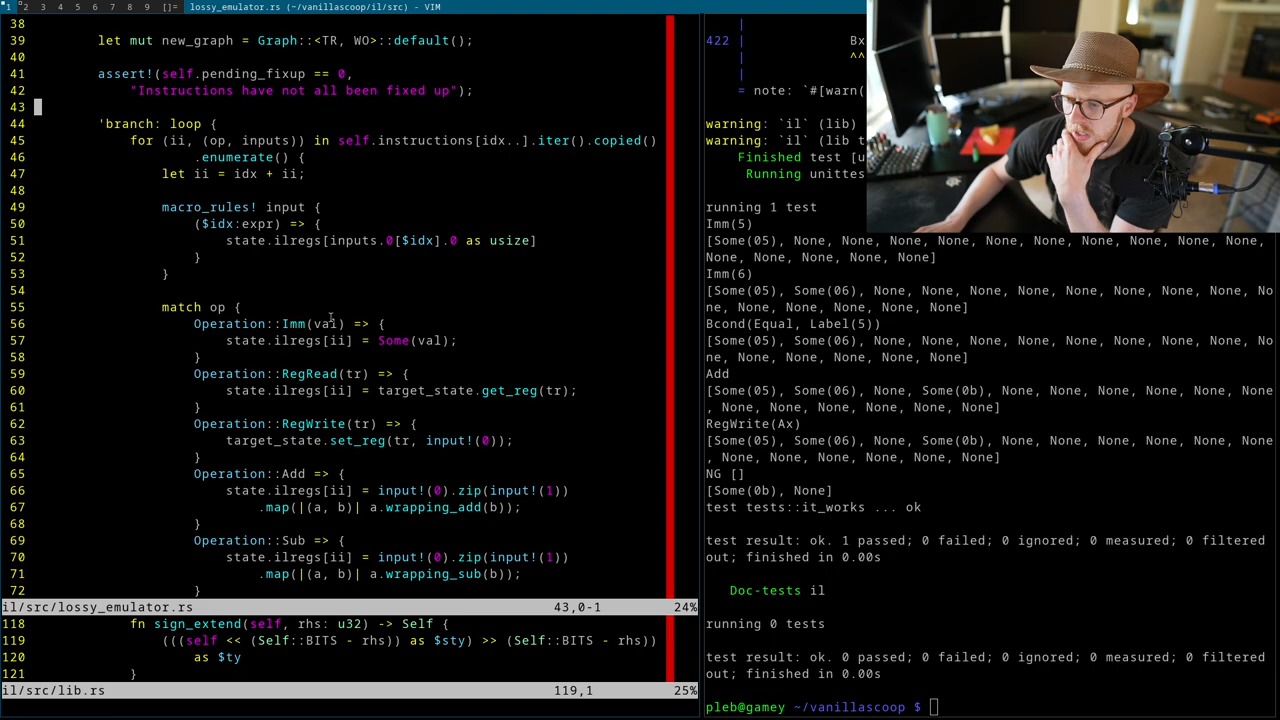 1 2 3 4 5 6 7 8 9 []= lossy_emulator.rs (~/vanillascoop/il/src) - VIM
38
39 let mut new_graph = Graph::<TR, WO>::default();
40
41 assert!(self.pending_fixup == 0,
42 "Instructions have not all been fixed up");
43
44 'branch: loop {
45 for (ii, (op, inputs)) in self.instructions[idx..].iter().copied()
46 .enumerate() {
47 let ii = idx + ii;
48
49 macro_rules! input {
50 ($idx:expr) => {
51 state.ilregs[inputs.0[$idx].0 as usize]
52 }
53 }
54
55 match op {
56 Operation::Imm(val) => {
57 state.ilregs[ii] = Some(val);
58 }
59 Operation::RegRead(tr) => {
60 state.ilregs[ii] = target_state.get_reg(tr);
61 }
62 Operation::RegWrite(tr) => {
63 target_state.set_reg(tr, input!(0));
64 }
65 Operation::Add => {
66 state.ilregs[ii] = input!(0).zip(input!(1))
67 .map(|(a, b)| a.wrapping_add(b));
68 }
69 Operation::Sub => {
70 state.ilregs[ii] = input!(0).zip(input!(1))
71 .map(|(a, b)| a.wrapping_sub(b));
72 }
il/src/lossy_emulator.rs 43,0-1 24%
118 fn sign_extend(self, rhs: u32) -> Self {
119 (((self << (Self::BITS - rhs)) as $sty) >> (Self::BITS - rhs))
120 as $ty
121 }
il/src/lib.rs 119,1 25%
|
422 | Bx
| ^^
|
= note: `#[warn(
warning: `il` (lib)
warning: `il` (lib t
Finished test [u
Running unittes
running 1 test
Imm(5)
[Some(05), None, None, None, None, None, None, None, None, None, None,
None, None, None, None, None]
Imm(6)
[Some(05), Some(06), None, None, None, None, None, None, None, None, No
ne, None, None, None, None, None]
Bcond(Equal, Label(5))
[Some(05), Some(06), None, None, None, None, None, None, None, None, No
ne, None, None, None, None, None]
Add
[Some(05), Some(06), None, Some(0b), None, None, None, None, None, None
, None, None, None, None, None, None]
RegWrite(Ax)
[Some(05), Some(06), None, Some(0b), None, None, None, None, None, None
, None, None, None, None, None, None]
NG []
[Some(0b), None]
test tests::it_works ... ok
test result: ok. 1 passed; 0 failed; 0 ignored; 0 measured; 0 filtered
out; finished in 0.00s
Doc-tests il
running 0 tests
test result: ok. 0 passed; 0 failed; 0 ignored; 0 measured; 0 filtered
out; finished in 0.00s
pleb@gamey ~/vanillascoop $